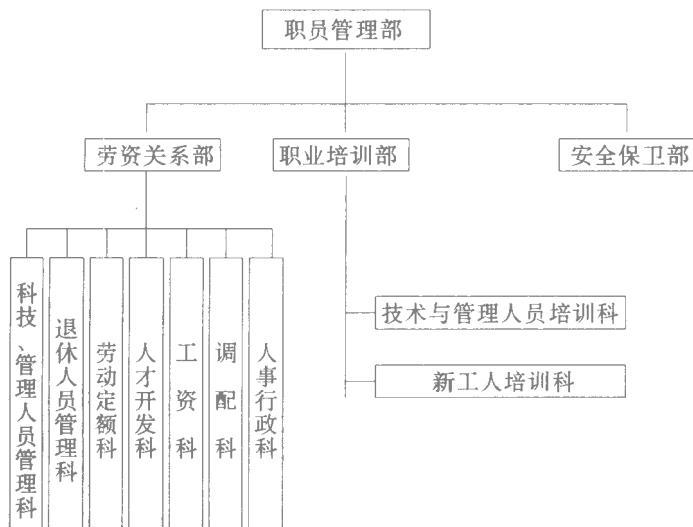 职员管理部
劳资关系部
职业培训部
安全保卫部
科技、管理人员管理科
退休人员管理科
劳动定额科
人才开发科
工资科
调配科
人事行政科
技术与管理人员培训科
新工人培训科